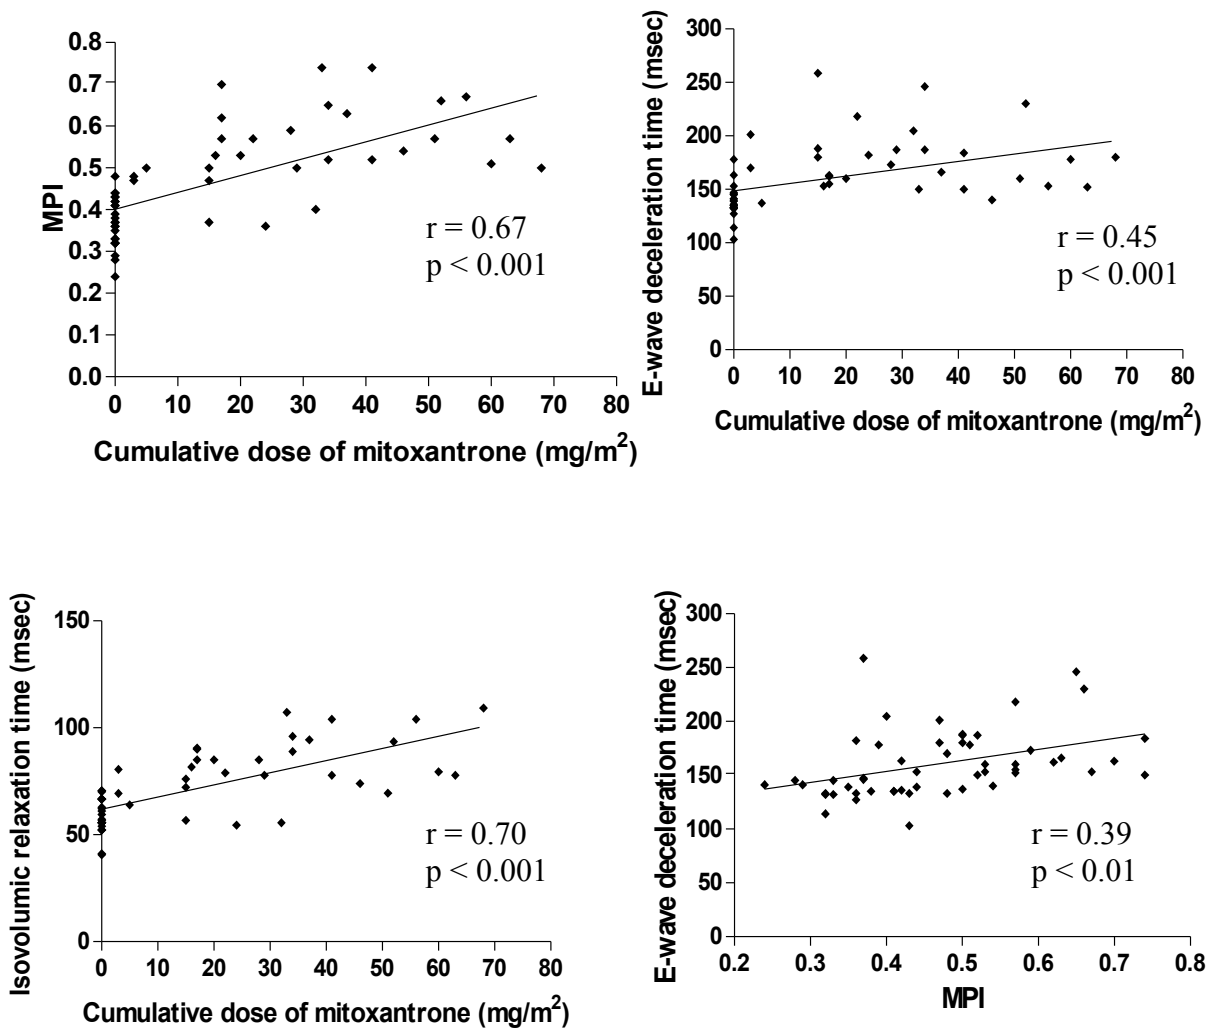 0.8
0.7
0.6
0.5
0.4
0.3
0.2
0.1
0.0
MPI
r = 0.67
p < 0.001
0 10 20 30 40 50 60 70 80
Cumulative dose of mitoxantrone (mg/m²)
300
250
200
150
100
50
0
E-wave deceleration time (msec)
r = 0.45
p < 0.001
0 10 20 30 40 50 60 70 80
Cumulative dose of mitoxantrone (mg/m²)
150
100
50
0
Isovolumic relaxation time (msec)
r = 0.70
p < 0.001
0 10 20 30 40 50 60 70 80
Cumulative dose of mitoxantrone (mg/m²)
300
250
200
150
100
50
0
E-wave deceleration time (msec)
r = 0.39
p < 0.01
0.2 0.3 0.4 0.5 0.6 0.7 0.8
MPI